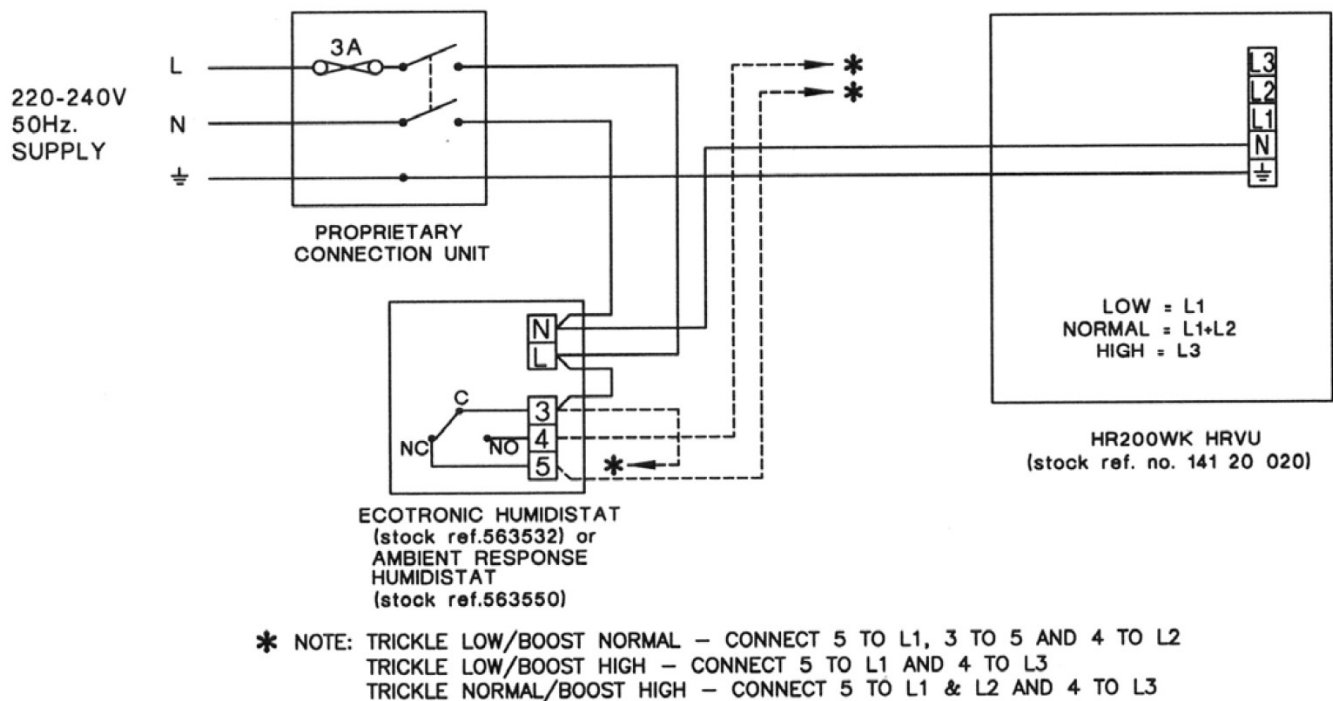 220-240V
50Hz.
SUPPLY
L
N
3A
PROPRIETARY
CONNECTION UNIT
N
L
3
4
5
C
NC
NO
*
ECOTRONIC HUMIDISTAT
(stock ref.563532) or
AMBIENT RESPONSE
HUMIDISTAT
(stock ref.563550)
*
*
L3
L2
L1
N
LOW = L1
NORMAL = L1+L2
HIGH = L3
HR200WK HRVU
(stock ref. no. 141 20 020)
* NOTE: TRICKLE LOW/BOOST NORMAL – CONNECT 5 TO L1, 3 TO 5 AND 4 TO L2
TRICKLE LOW/BOOST HIGH – CONNECT 5 TO L1 AND 4 TO L3
TRICKLE NORMAL/BOOST HIGH – CONNECT 5 TO L1 & L2 AND 4 TO L3